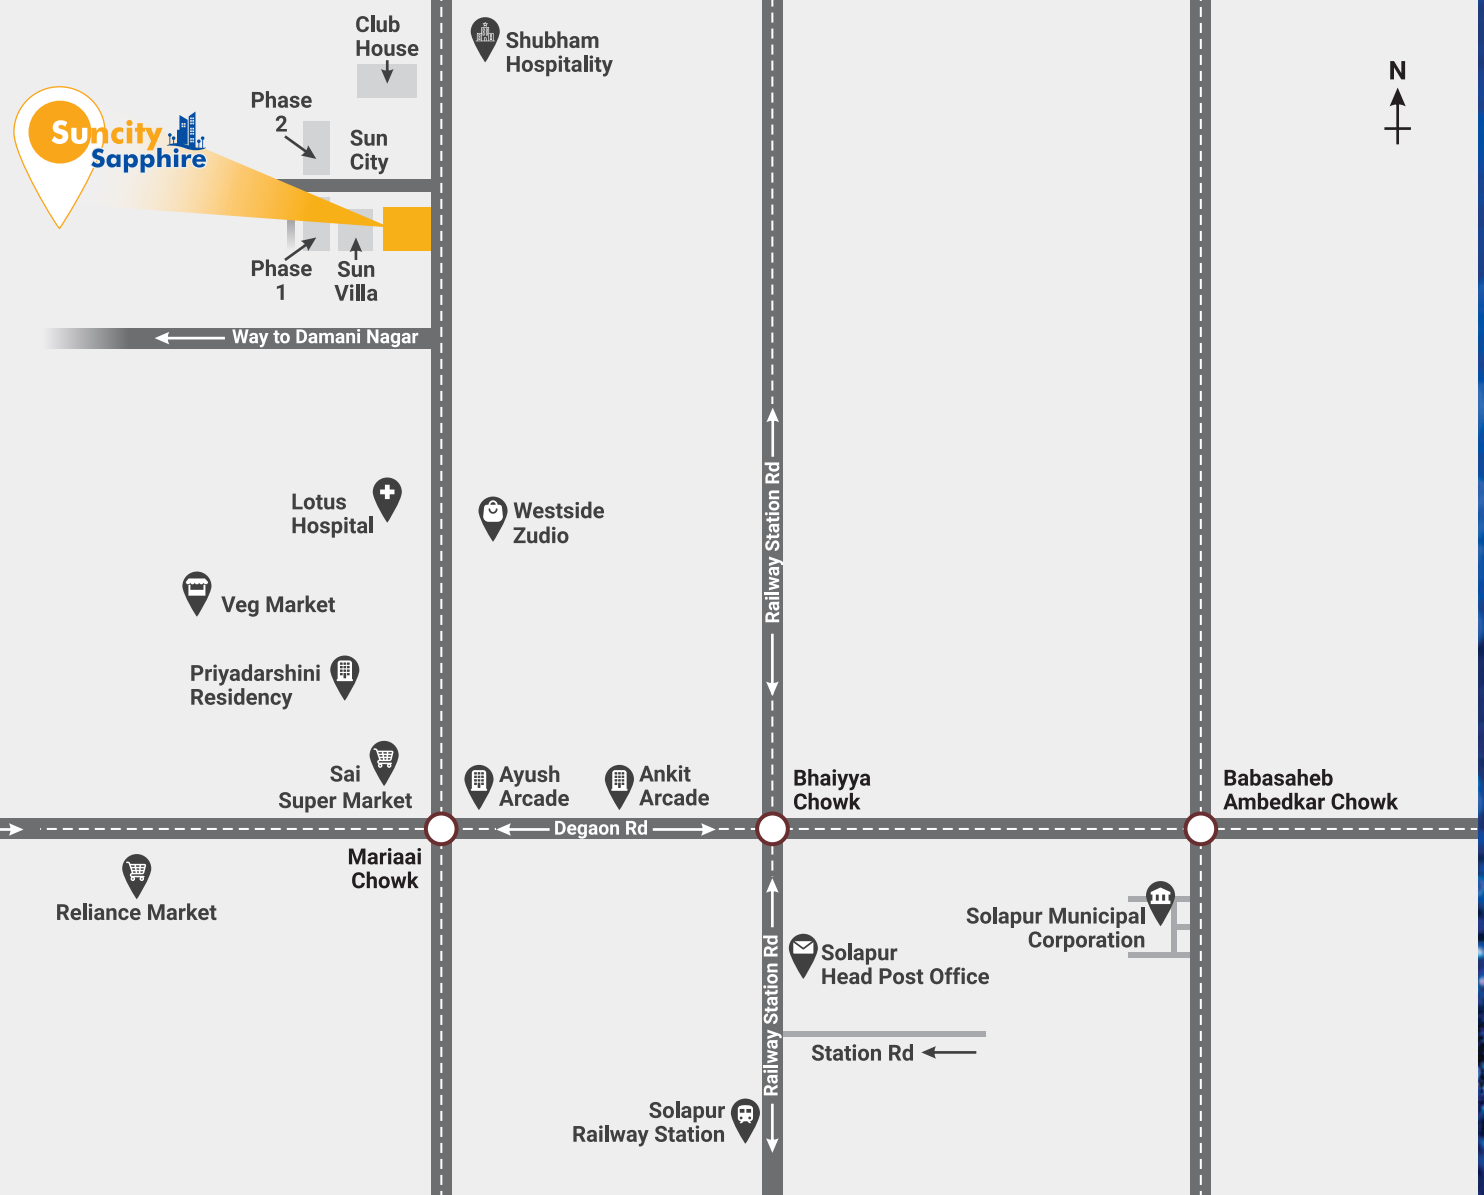 Club
House
Shubham
Hospitality
N
Phase
2
Sun
City
Suncity
Sapphire
Phase
1
Sun
Villa
Way to Damani Nagar
Railway Station Rd
Lotus
Hospital
Westside
Zudio
Veg Market
Priyadarshini
Residency
Sai
Super Market
Ayush
Arcade
Ankit
Arcade
Bhaiyya
Chowk
Babasaheb
Ambedkar Chowk
Degaon Rd
Mariaai
Chowk
Reliance Market
Solapur Municipal
Corporation
Solapur
Head Post Office
Railway Station Rd
Station Rd
Solapur
Railway Station